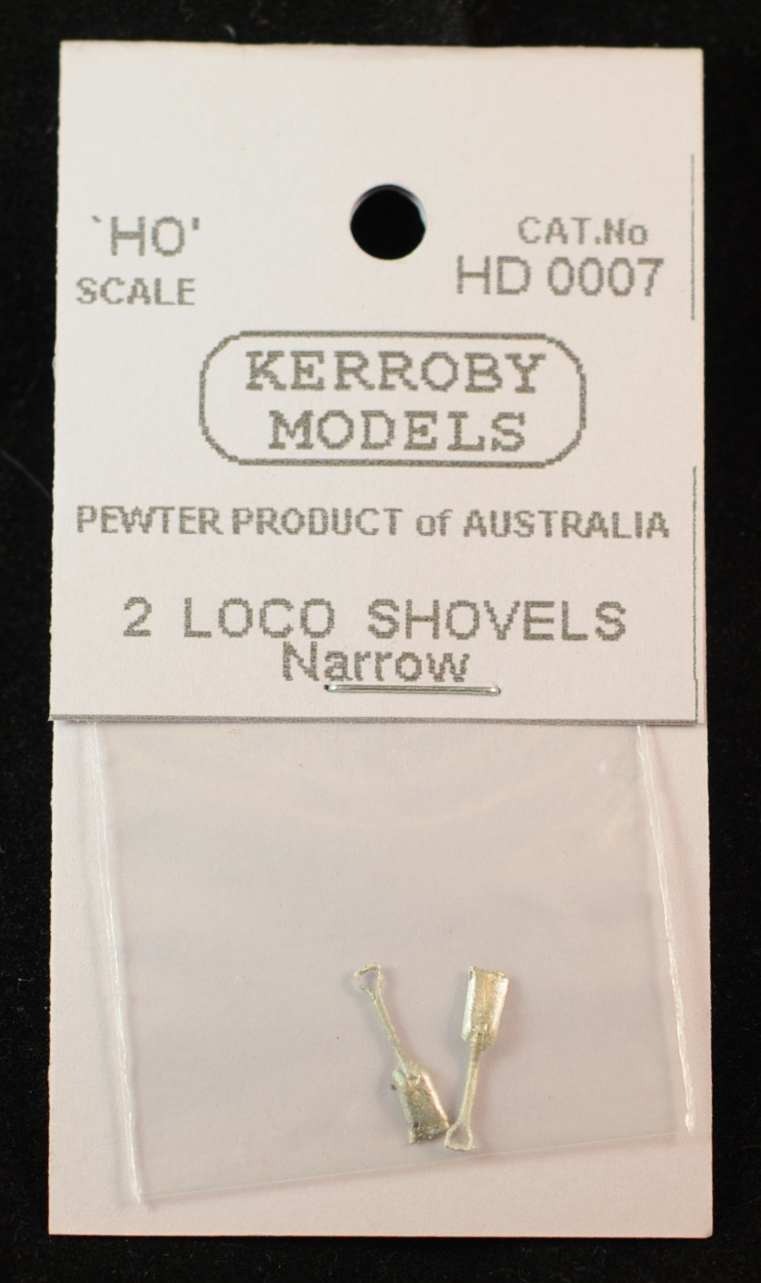 `HO'
SCALE
CAT.No
HD 0007
KERROBY
MODELS
PEWTER PRODUCT of AUSTRALIA
2 LOCO SHOVELS
Narrow